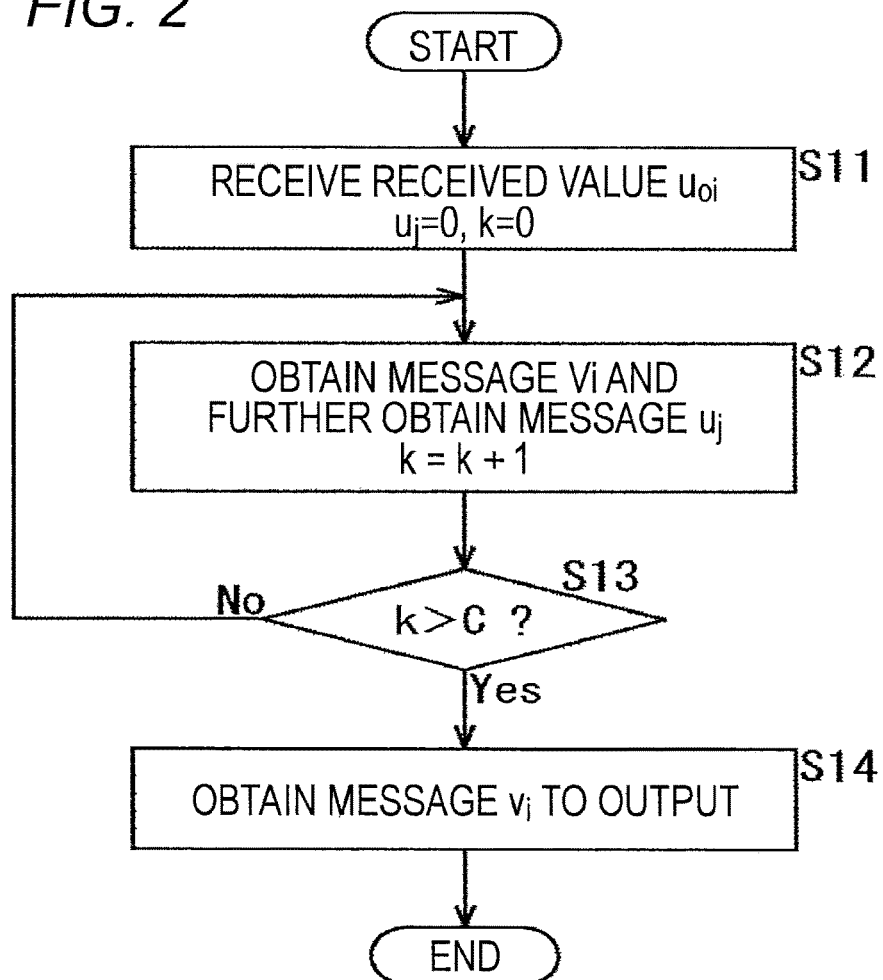 FIG. 2
START
S11
RECEIVE RECEIVED VALUE u0i
uj=0, k=0
S12
OBTAIN MESSAGE Vi AND
FURTHER OBTAIN MESSAGE uj
k = k + 1
S13
No
k>C ?
Yes
S14
OBTAIN MESSAGE vi TO OUTPUT
END